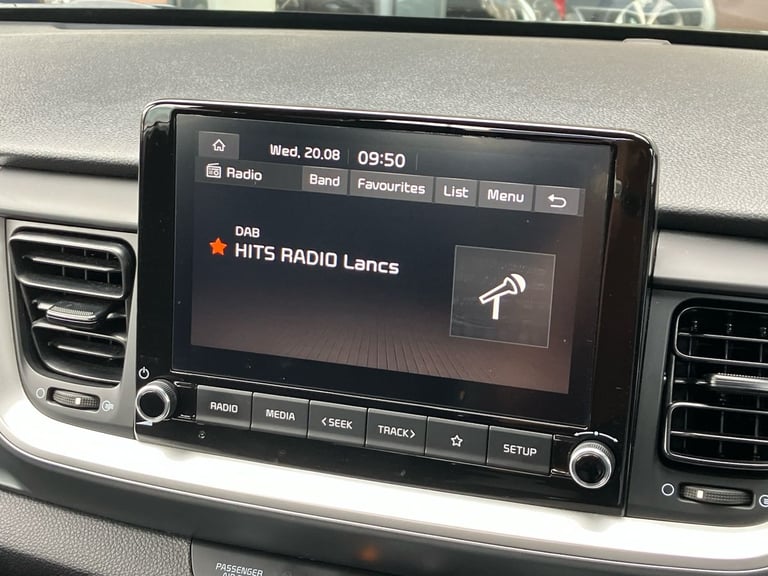 Wed, 20.08 09:50
Radio Band Favourites List Menu
DAB
HITS RADIO Lancs
RADIO MEDIA <SEEK TRACK> SETUP
PASSENGER